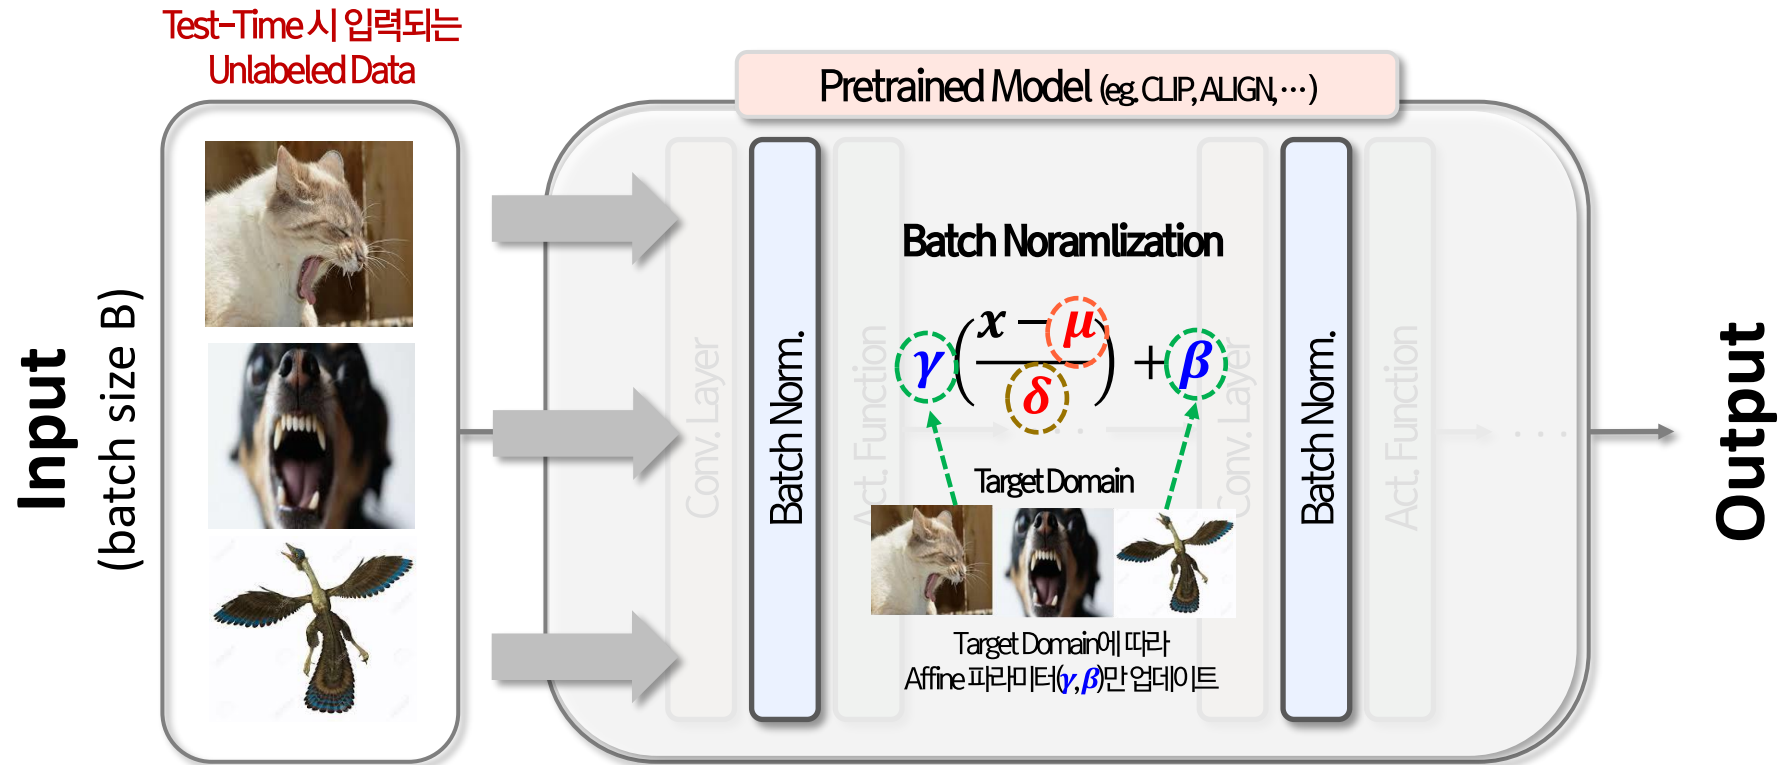 Test-Time 시 입력되는
Unlabeled Data
Input
(batch size B)
Pretrained Model (eg. CLIP, ALIGN, ⋯)
Conv. Layer
Batch Norm.
Act. Function
Batch Noramlization
γ(x − μ / δ) + β
Target Domain
Target Domain에 따라
Affine 파라미터(γ,β)만 업데이트
Conv. Layer
Batch Norm.
Act. Function
. . .
Output